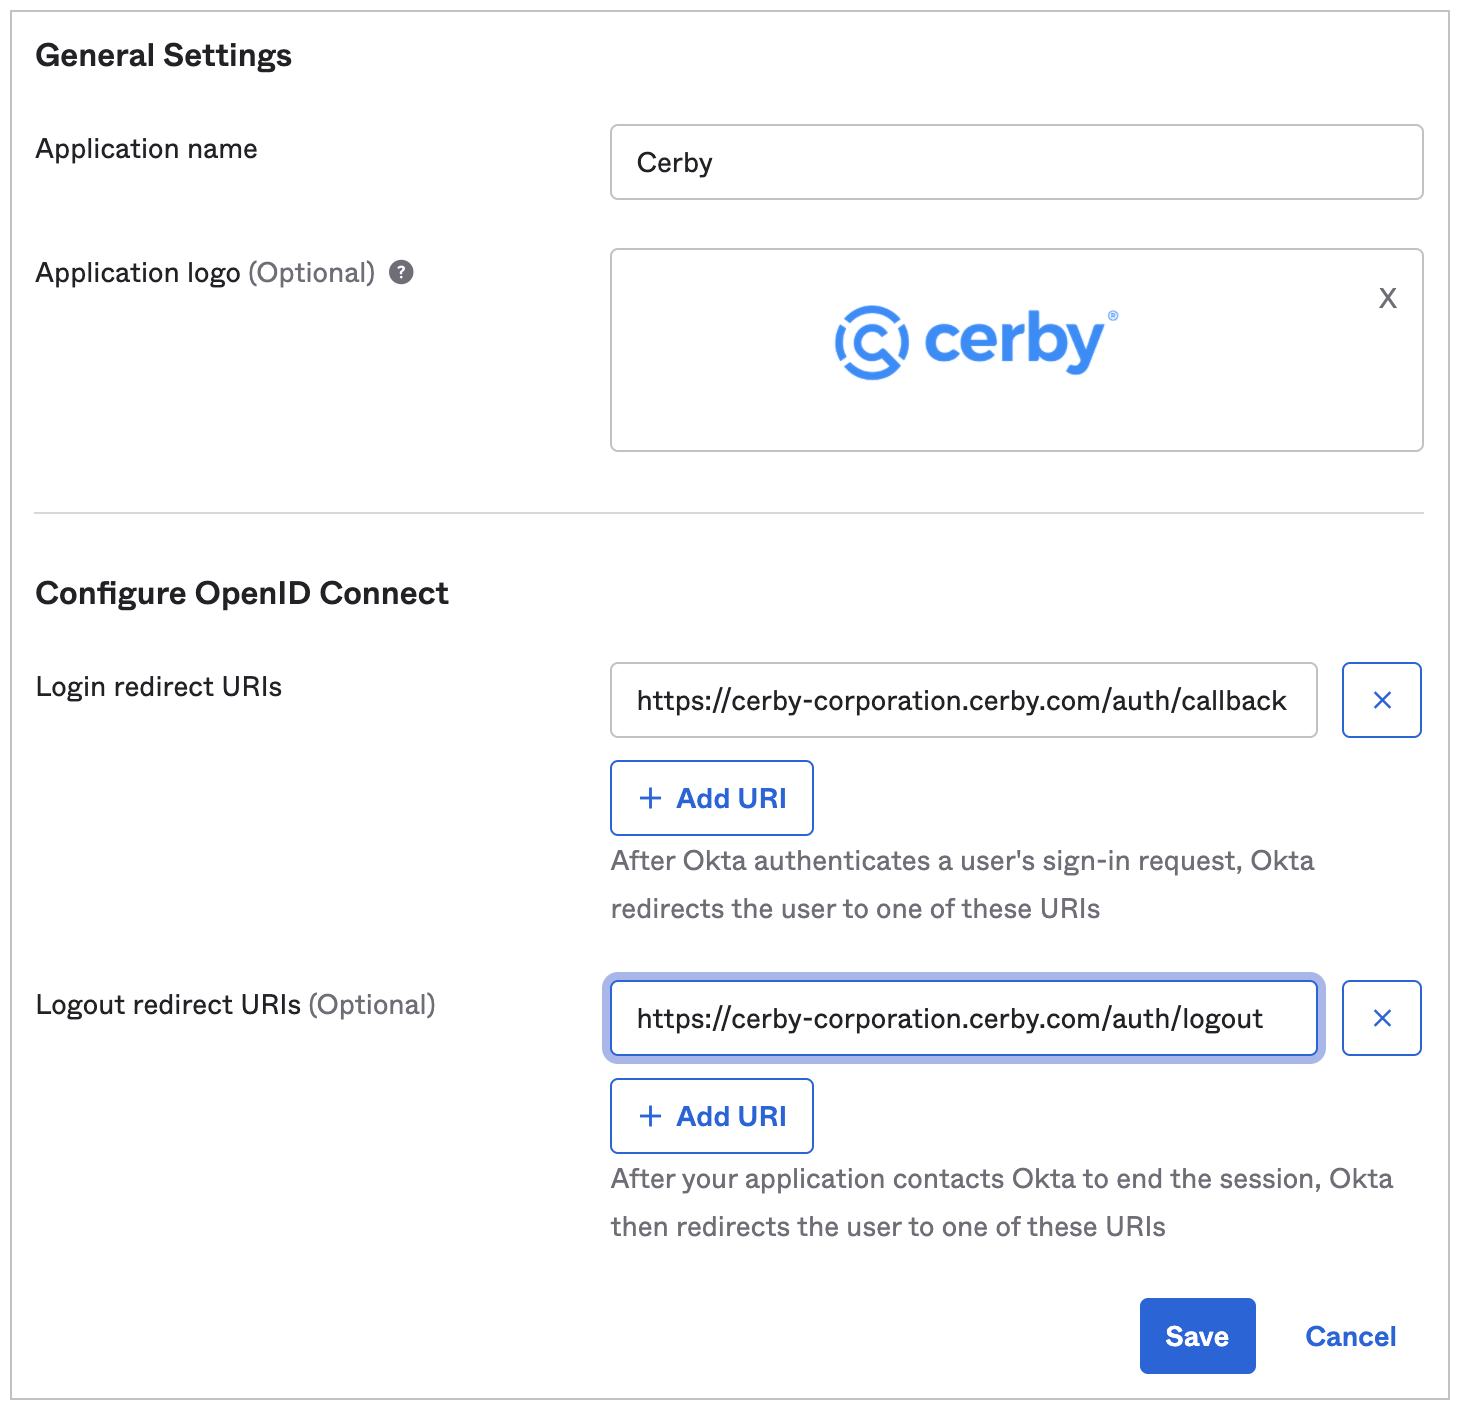 General Settings
Application name
Cerby
Application logo (Optional) ?
X
cerby®
Configure OpenID Connect
Login redirect URIs
https://cerby-corporation.cerby.com/auth/callback
+ Add URI
After Okta authenticates a user's sign-in request, Okta
redirects the user to one of these URIs
Logout redirect URIs (Optional)
https://cerby-corporation.cerby.com/auth/logout
+ Add URI
After your application contacts Okta to end the session, Okta
then redirects the user to one of these URIs
Save
Cancel